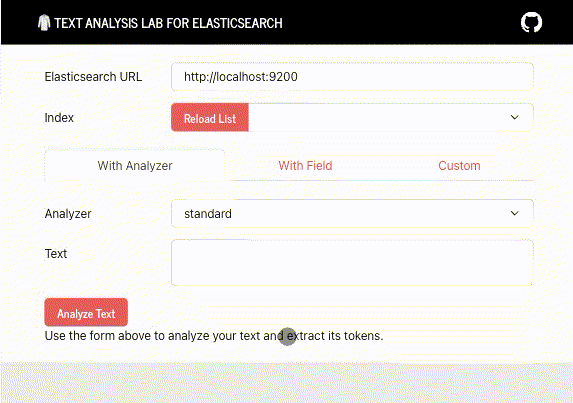 TEXT ANALYSIS LAB FOR ELASTICSEARCH
Elasticsearch URL http://localhost:9200
Index Reload List
With Analyzer With Field Custom
Analyzer standard
Text
Analyze Text
Use the form above to analyze your text and extract its tokens.